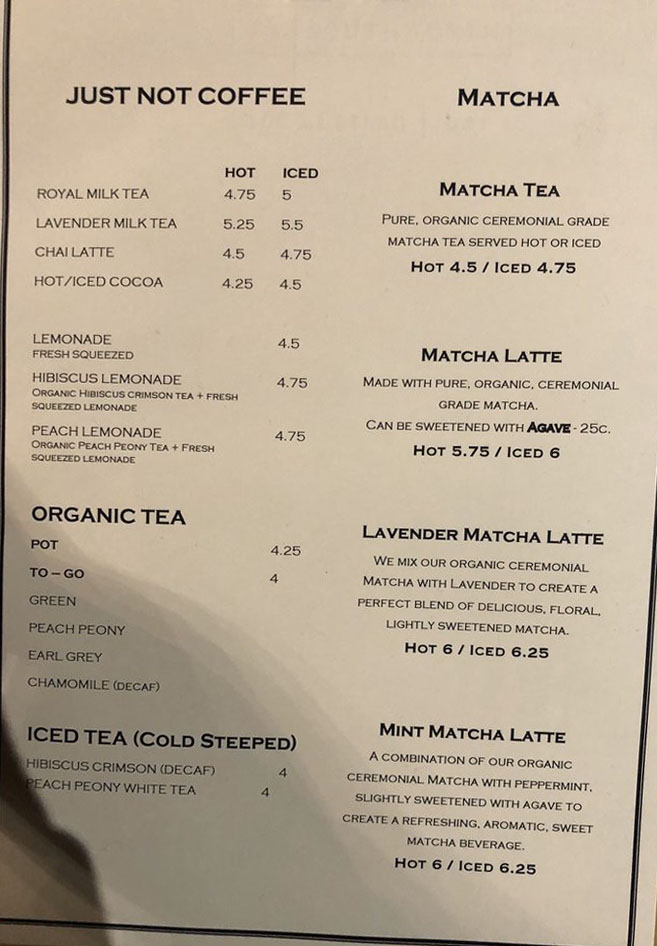 JUST NOT COFFEE
HOT ICED
ROYAL MILK TEA 4.75 5
LAVENDER MILK TEA 5.25 5.5
CHAI LATTE 4.5 4.75
HOT/ICED COCOA 4.25 4.5
LEMONADE 4.5
FRESH SQUEEZED
HIBISCUS LEMONADE 4.75
ORGANIC HIBISCUS CRIMSON TEA + FRESH
SQUEEZED LEMONADE
PEACH LEMONADE 4.75
ORGANIC PEACH PEONY TEA + FRESH
SQUEEZED LEMONADE
ORGANIC TEA
POT 4.25
TO – GO 4
GREEN
PEACH PEONY
EARL GREY
CHAMOMILE (DECAF)
ICED TEA (COLD STEEPED)
HIBISCUS CRIMSON (DECAF) 4
PEACH PEONY WHITE TEA 4
MATCHA
MATCHA TEA
PURE, ORGANIC CEREMONIAL GRADE
MATCHA TEA SERVED HOT OR ICED
HOT 4.5 / ICED 4.75
MATCHA LATTE
MADE WITH PURE, ORGANIC, CEREMONIAL
GRADE MATCHA.
CAN BE SWEETENED WITH AGAVE - 25C.
HOT 5.75 / ICED 6
LAVENDER MATCHA LATTE
WE MIX OUR ORGANIC CEREMONIAL
MATCHA WITH LAVENDER TO CREATE A
PERFECT BLEND OF DELICIOUS, FLORAL,
LIGHTLY SWEETENED MATCHA.
HOT 6 / ICED 6.25
MINT MATCHA LATTE
A COMBINATION OF OUR ORGANIC
CEREMONIAL MATCHA WITH PEPPERMINT,
SLIGHTLY SWEETENED WITH AGAVE TO
CREATE A REFRESHING, AROMATIC, SWEET
MATCHA BEVERAGE.
HOT 6 / ICED 6.25